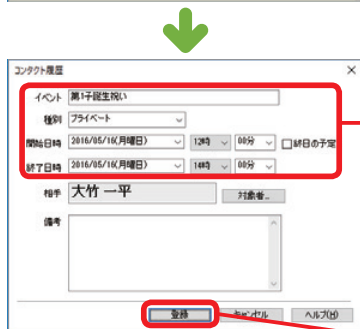 コンタクト履歴
イベント 第1子誕生祝い
種別 プライベート
開始日時 2016/05/16(月曜日) 12時 00分 終日の予定
終了日時 2016/05/16(月曜日) 14時 00分
相手 大竹 一平 対象者...
備考
登録 キャンセル ヘルプ(H)